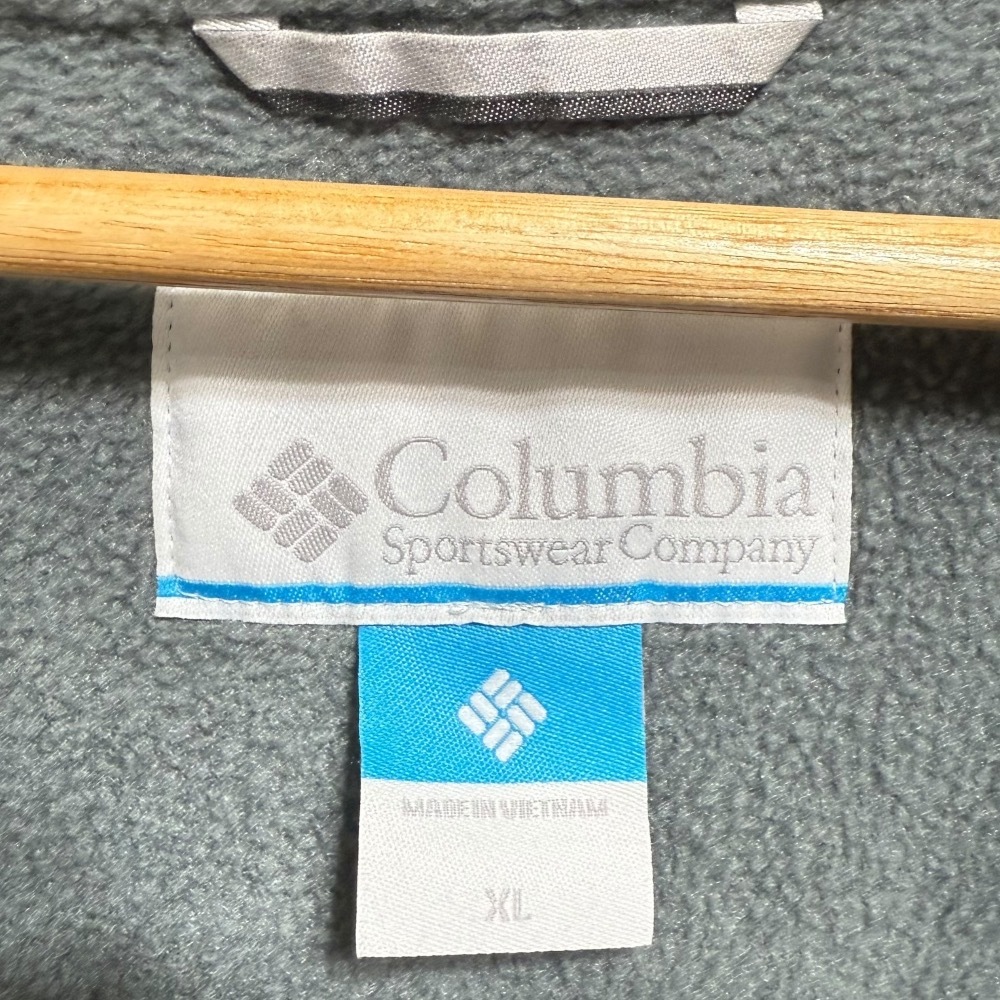 Columbia
Sportswear Company
MADE IN VIETNAM
XL